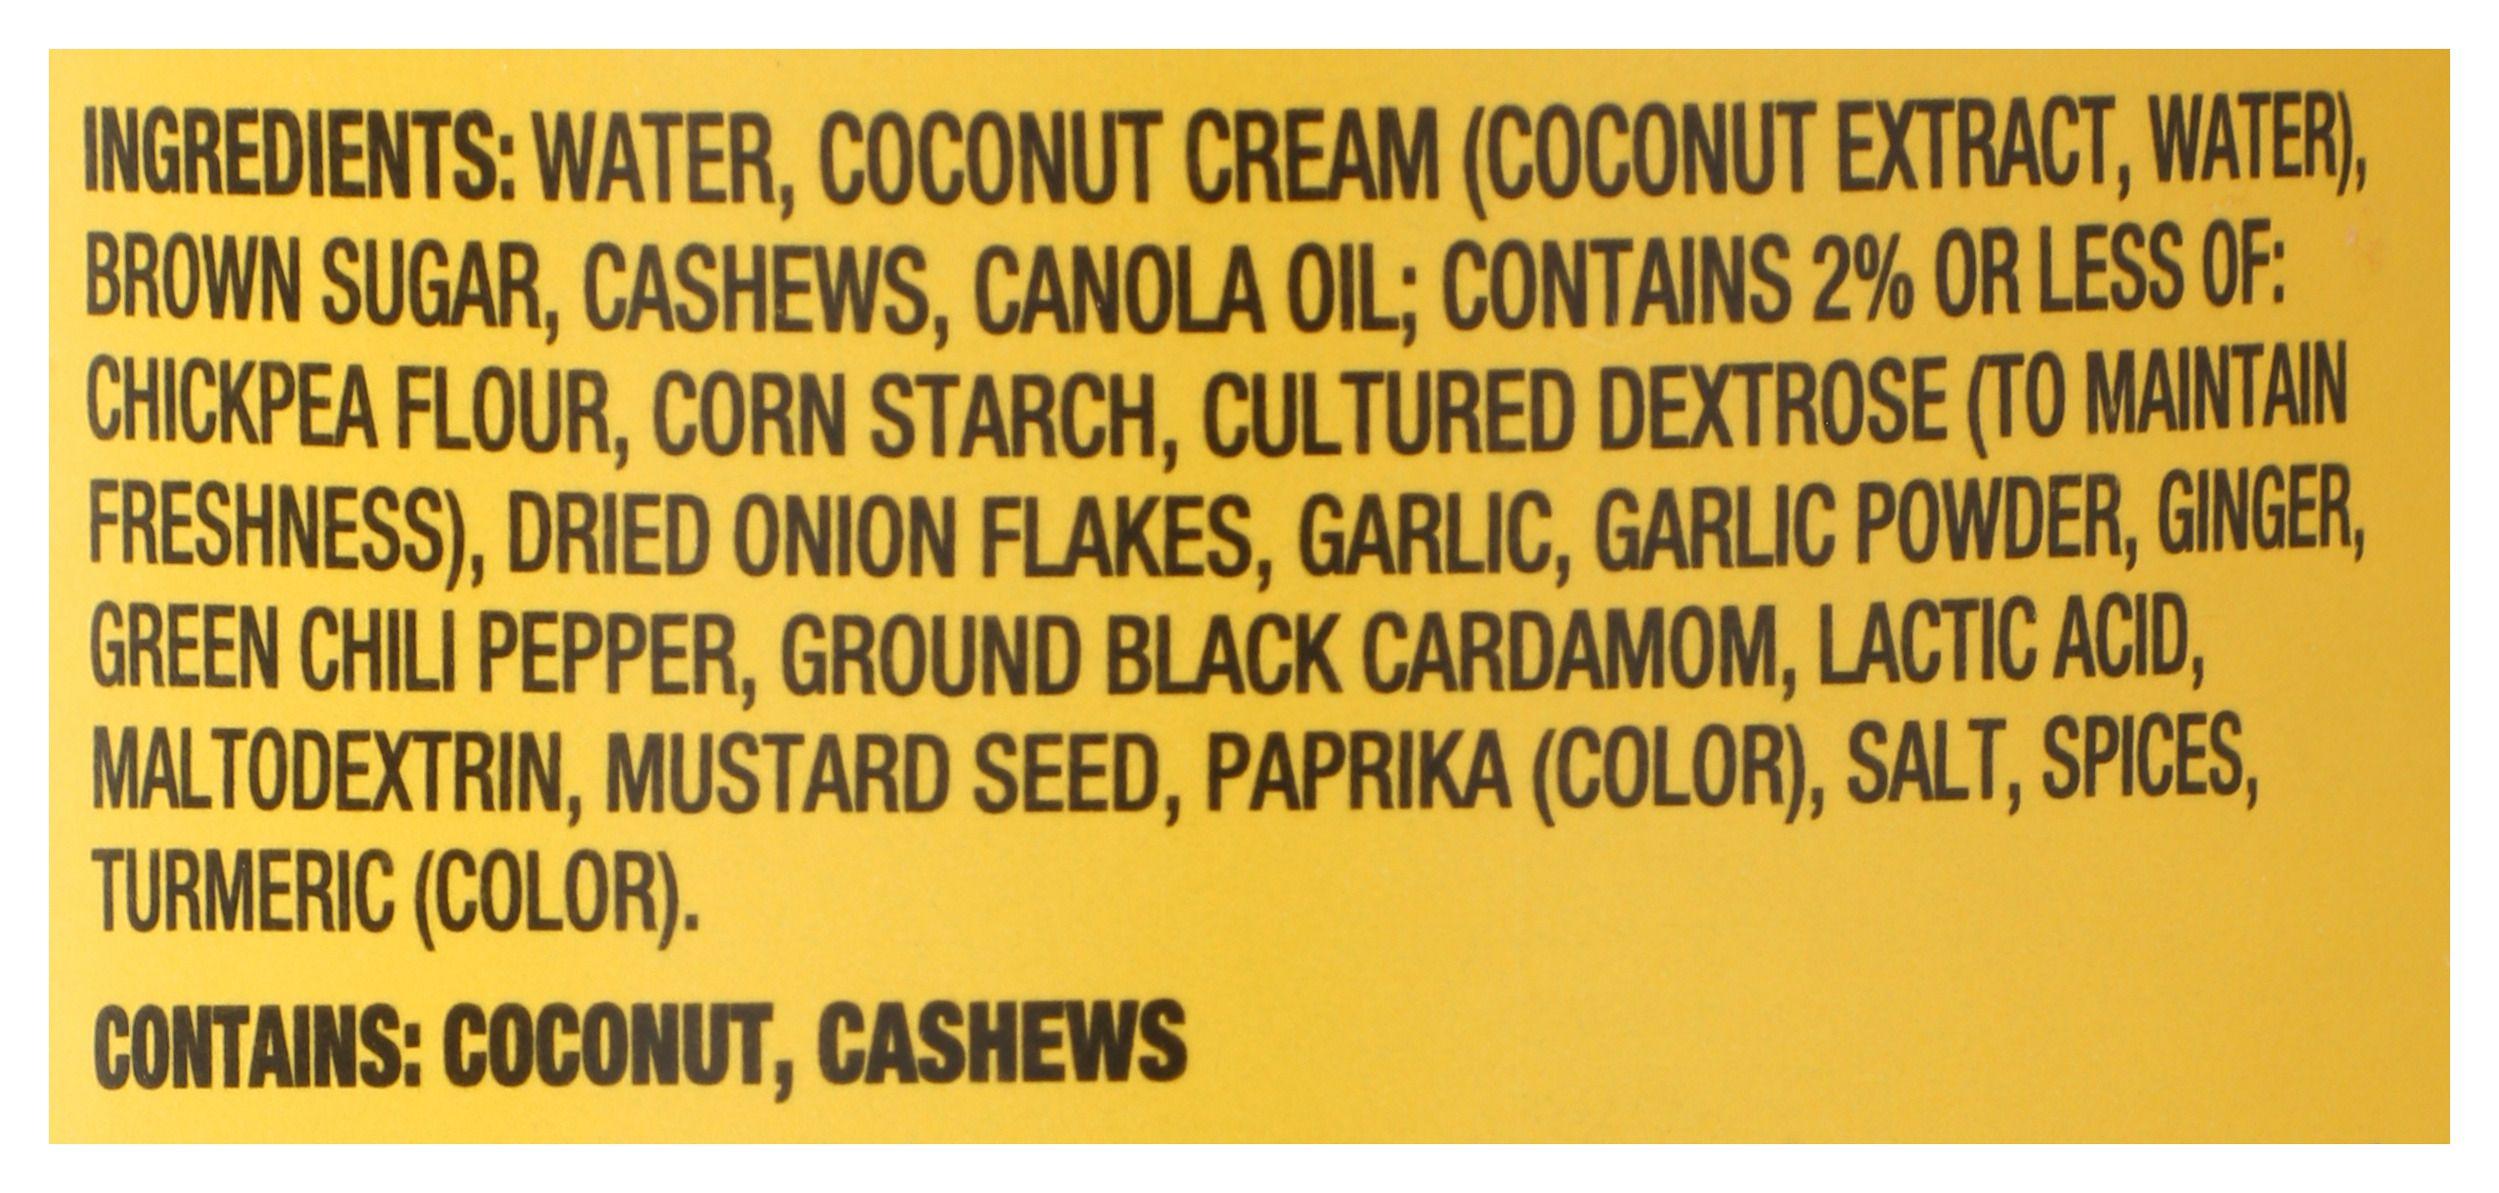 INGREDIENTS: WATER, COCONUT CREAM (COCONUT EXTRACT, WATER),
BROWN SUGAR, CASHEWS, CANOLA OIL; CONTAINS 2% OR LESS OF:
CHICKPEA FLOUR, CORN STARCH, CULTURED DEXTROSE (TO MAINTAIN
FRESHNESS), DRIED ONION FLAKES, GARLIC, GARLIC POWDER, GINGER,
GREEN CHILI PEPPER, GROUND BLACK CARDAMOM, LACTIC ACID,
MALTODEXTRIN, MUSTARD SEED, PAPRIKA (COLOR), SALT, SPICES,
TURMERIC (COLOR).
CONTAINS: COCONUT, CASHEWS